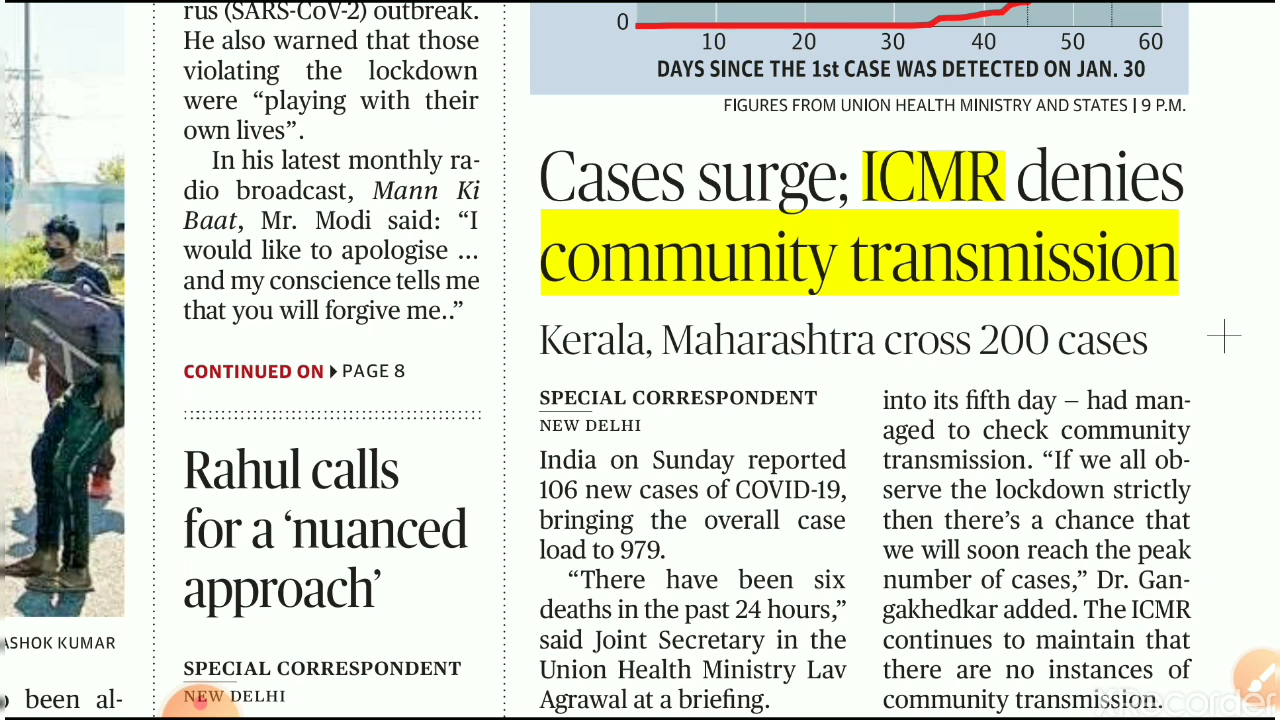 rus (SARS-CoV-2) outbreak.
He also warned that those
violating the lockdown
were “playing with their
own lives”.
In his latest monthly ra-
dio broadcast, Mann Ki
Baat, Mr. Modi said: “I
would like to apologise ...
and my conscience tells me
that you will forgive me..”
CONTINUED ON PAGE 8
Rahul calls
for a ‘nuanced
approach’
SPECIAL CORRESPONDENT
NEW DELHI
ASHOK KUMAR
been al-
0
10 20 30 40 50 60
DAYS SINCE THE 1st CASE WAS DETECTED ON JAN. 30
FIGURES FROM UNION HEALTH MINISTRY AND STATES | 9 P.M.
Cases surge; ICMR denies
community transmission
Kerala, Maharashtra cross 200 cases
SPECIAL CORRESPONDENT
NEW DELHI
India on Sunday reported
106 new cases of COVID-19,
bringing the overall case
load to 979.
“There have been six
deaths in the past 24 hours,”
said Joint Secretary in the
Union Health Ministry Lav
Agrawal at a briefing.
into its fifth day – had man-
aged to check community
transmission. “If we all ob-
serve the lockdown strictly
then there’s a chance that
we will soon reach the peak
number of cases,” Dr. Gan-
gakhedkar added. The ICMR
continues to maintain that
there are no instances of
community transmission.
XRecorder